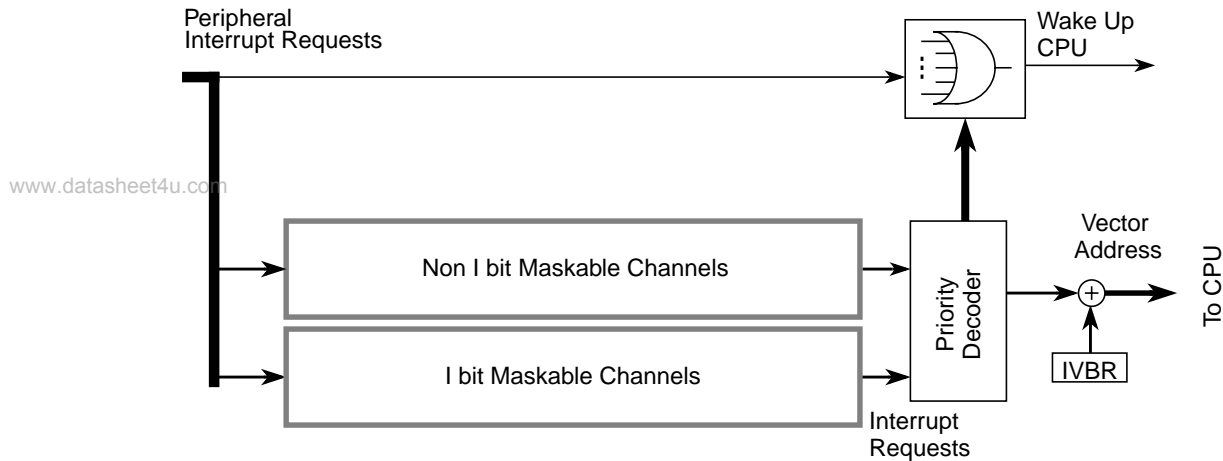 Peripheral
Interrupt Requests
Wake Up
CPU
www.datasheet4u.com
Non I bit Maskable Channels
I bit Maskable Channels
Priority
Decoder
Interrupt
Requests
Vector
Address
IVBR
To CPU